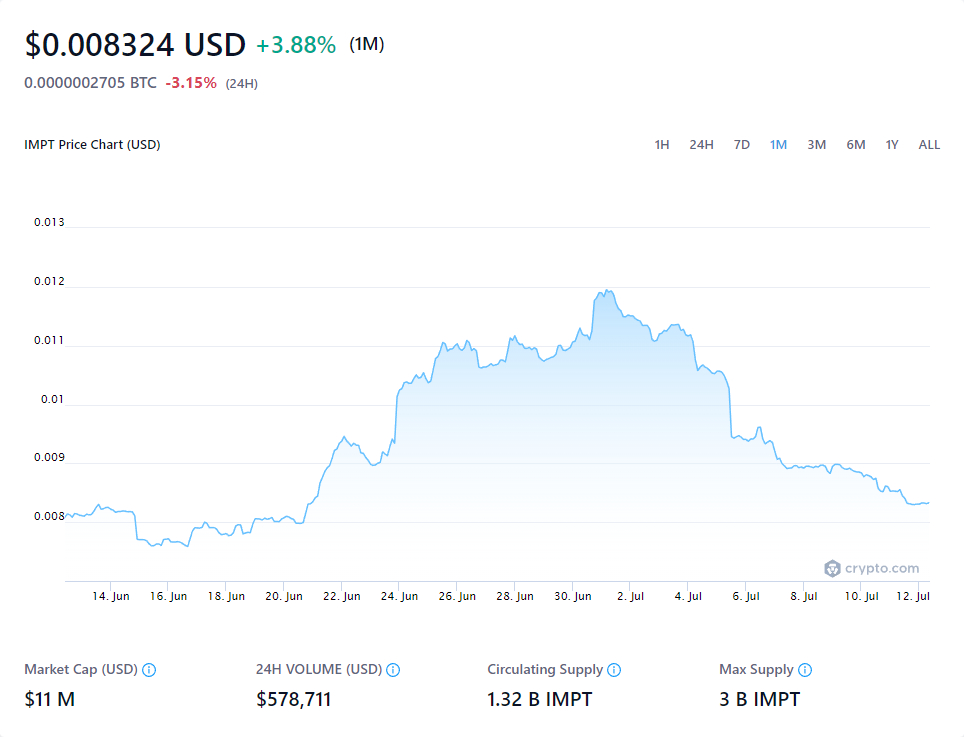 $0.008324 USD +3.88% (1M)
0.0000002705 BTC -3.15% (24H)
IMPT Price Chart (USD) 1H 24H 7D 1M 3M 6M 1Y ALL
0.013
0.012
0.011
0.01
0.009
0.008
crypto.com
14. Jun 16. Jun 18. Jun 20. Jun 22. Jun 24. Jun 26. Jun 28. Jun 30. Jun 2. Jul 4. Jul 6. Jul 8. Jul 10. Jul 12. Jul
Market Cap (USD) 24H VOLUME (USD) Circulating Supply Max Supply
$11 M $578,711 1.32 B IMPT 3 B IMPT